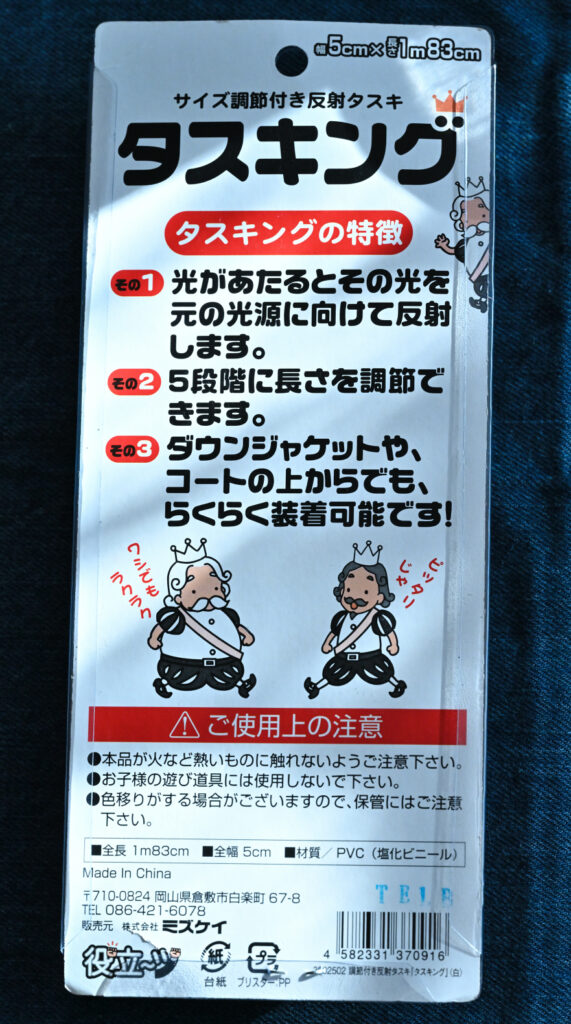 幅5cm×長さ1m83cm
サイズ調節付き反射タスキ
タスキング
タスキングの特徴
その1 光があたるとその光を
元の光源に向けて反射
します。
その2 5段階に長さを調節で
きます。
その3 ダウンジャケットや、
コートの上からでも、
らくらく装着可能です!
ワシでも
ラクラク
ピッタリ
じゃ
⚠ご使用上の注意
●本品が火など熱いものに触れないようご注意下さい。
●お子様の遊び道具には使用しないで下さい。
●色移りがする場合がございますので、保管にはご注意
下さい。
■全長 1m83cm ■全幅 5cm ■材質/PVC(塩化ビニール)
Made In China
〒710-0824 岡山県倉敷市白楽町 67-8
TEL 086-421-6078
販売元 株式会社 ミズケイ
役立〜ツ
紙
台紙
プラ
ブリスター:PP
4 582331 370916
調節付き反射タスキ「タスキング」(白)